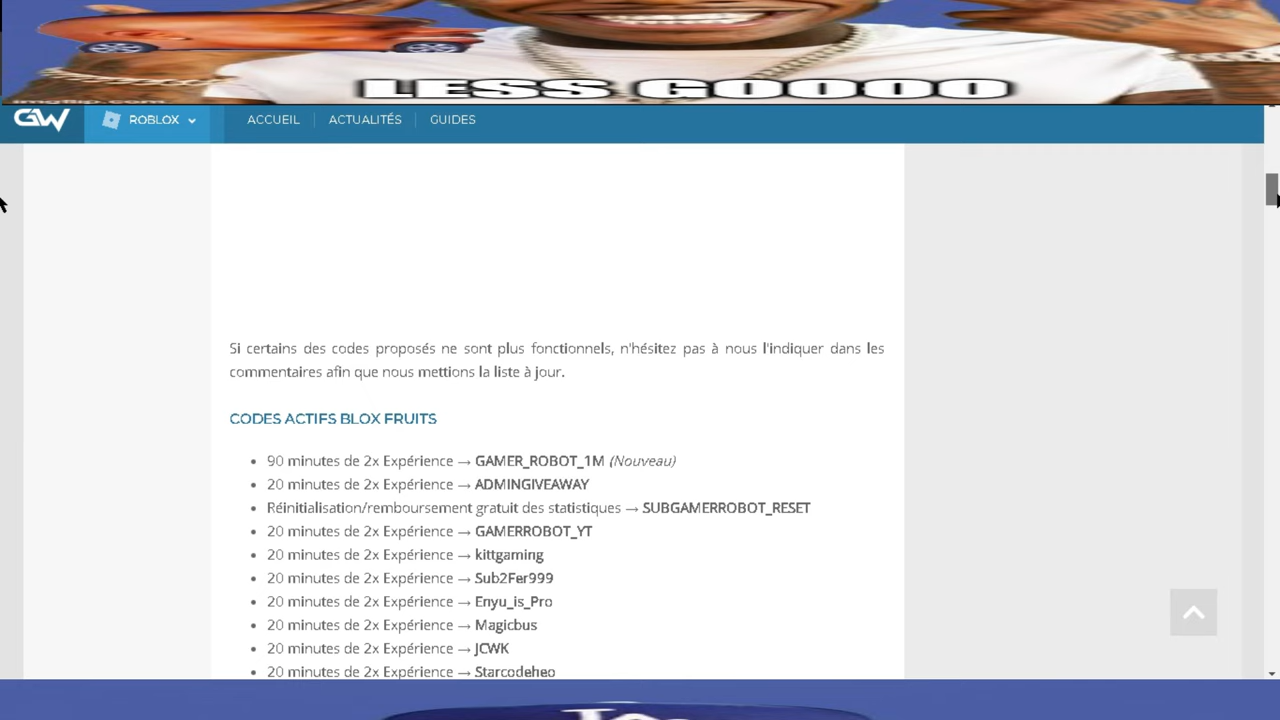 LESS GOOOO
imgflip.com
GW
ROBLOX
ACCUEIL
ACTUALITÉS
GUIDES
Si certains des codes proposés ne sont plus fonctionnels, n'hésitez pas à nous l'indiquer dans les
commentaires afin que nous mettions la liste à jour.
CODES ACTIFS BLOX FRUITS
90 minutes de 2x Expérience → GAMER_ROBOT_1M (Nouveau)
20 minutes de 2x Expérience → ADMINGIVEAWAY
Réinitialisation/remboursement gratuit des statistiques → SUBGAMERROBOT_RESET
20 minutes de 2x Expérience → GAMERROBOT_YT
20 minutes de 2x Expérience → kittgaming
20 minutes de 2x Expérience → Sub2Fer999
20 minutes de 2x Expérience → Enyu_is_Pro
20 minutes de 2x Expérience → Magicbus
20 minutes de 2x Expérience → JCWK
20 minutes de 2x Expérience → Starcodeheo